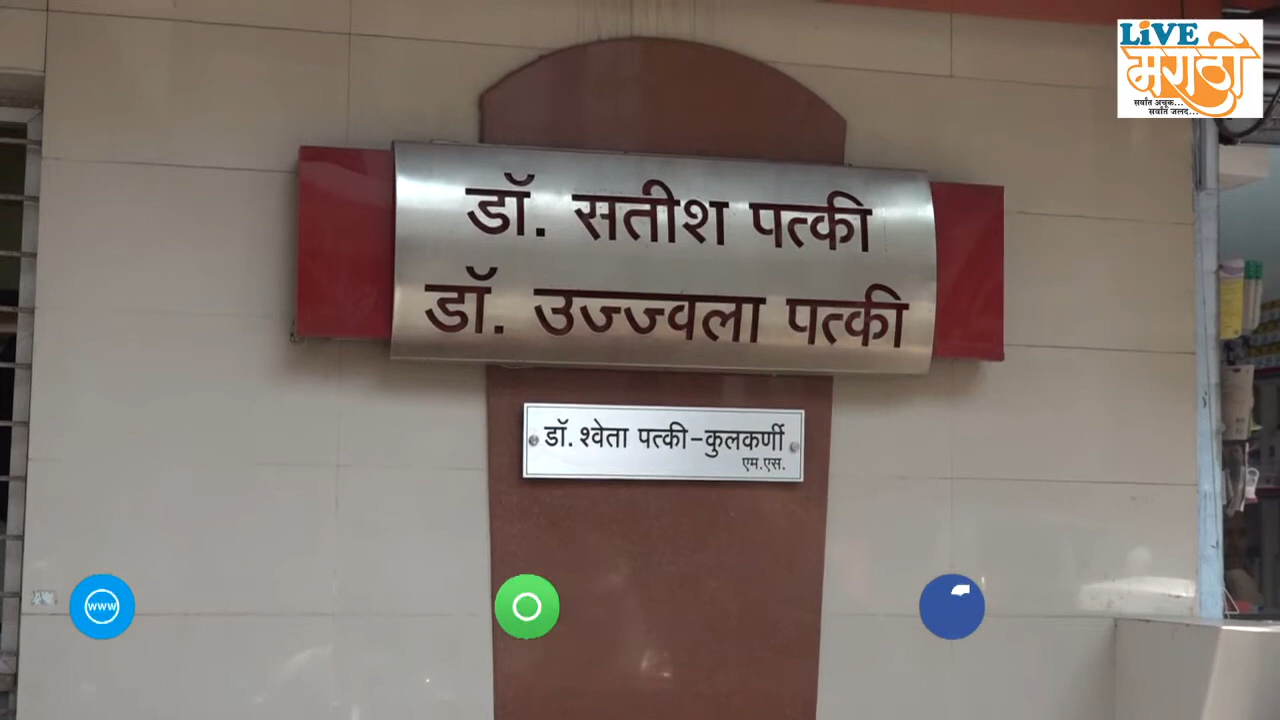 LiVE
मराठी
सर्वात अचूक...
सर्वात जलद...
डॉ. सतीश पत्की
डॉ. उज्ज्वला पत्की
डॉ. श्वेता पत्की-कुलकर्णी
एम.एस.
www